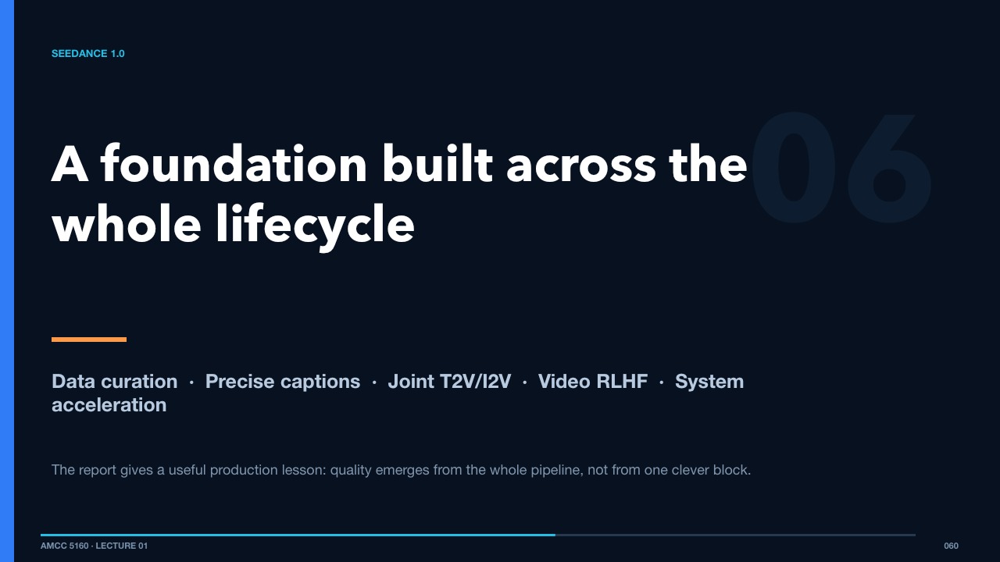 SEEDANCE 1.0
06
A foundation built across the
whole lifecycle
Data curation · Precise captions · Joint T2V/I2V · Video RLHF · System
acceleration
The report gives a useful production lesson: quality emerges from the whole pipeline, not from one clever block.
AMCC 5160 · LECTURE 01
060